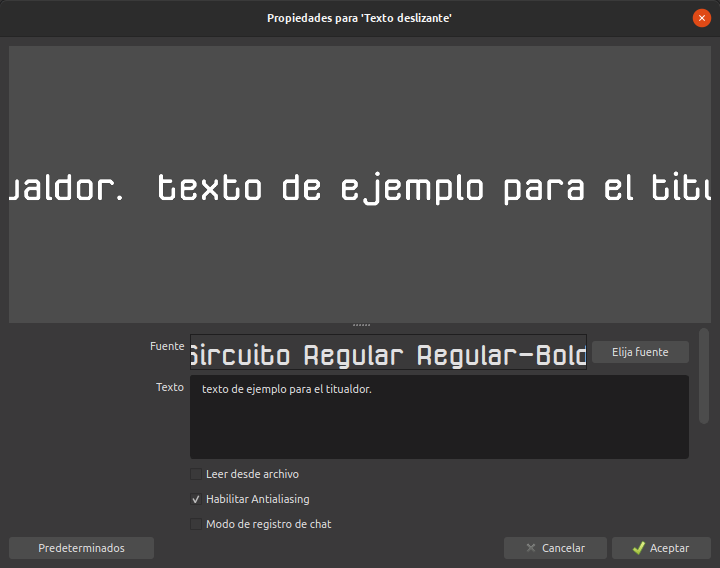 Propiedades para 'Texto deslizante'
ualdor. texto de ejemplo para el titu
Fuente
Sircuito Regular Regular-Bold
Elija fuente
Texto
texto de ejemplo para el titualdor.
Leer desde archivo
Habilitar Antialiasing
Modo de registro de chat
Predeterminados
Cancelar
Aceptar